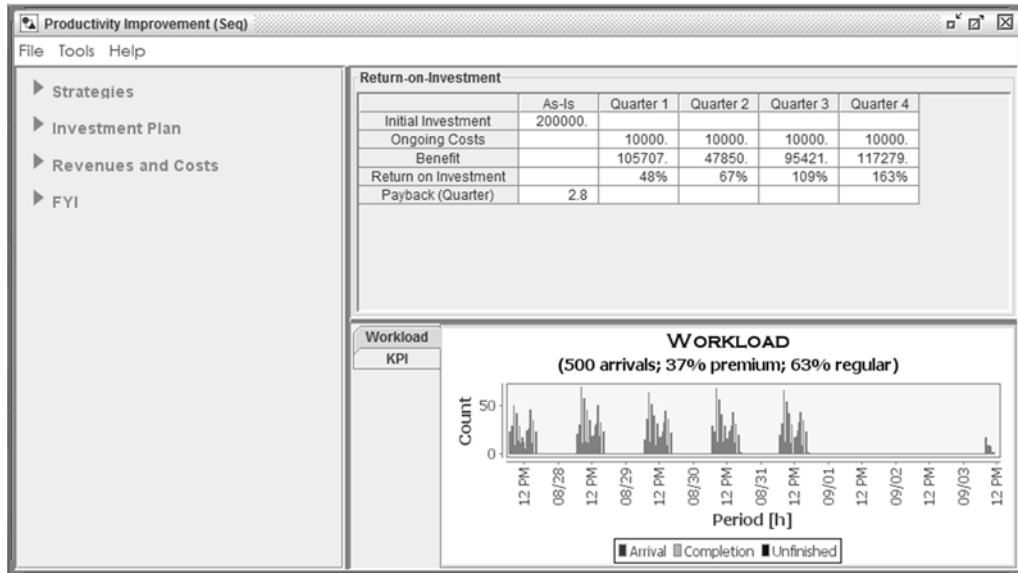 Productivity Improvement (Seq)
File Tools Help
Strategies
Investment Plan
Revenues and Costs
FYI
Return-on-Investment
As-Is Quarter 1 Quarter 2 Quarter 3 Quarter 4
Initial Investment 200000.
Ongoing Costs 10000. 10000. 10000. 10000.
Benefit 105707. 47850. 95421. 117279.
Return on Investment 48% 67% 109% 163%
Payback (Quarter) 2.8
Workload
KPI
WORKLOAD
(500 arrivals; 37% premium; 63% regular)
Count
50
0
12 PM 08/28 12 PM 08/29 12 PM 08/30 12 PM 08/31 12 PM 09/01 12 PM 09/02 12 PM 09/03 12 PM
Period [h]
Arrival Completion Unfinished